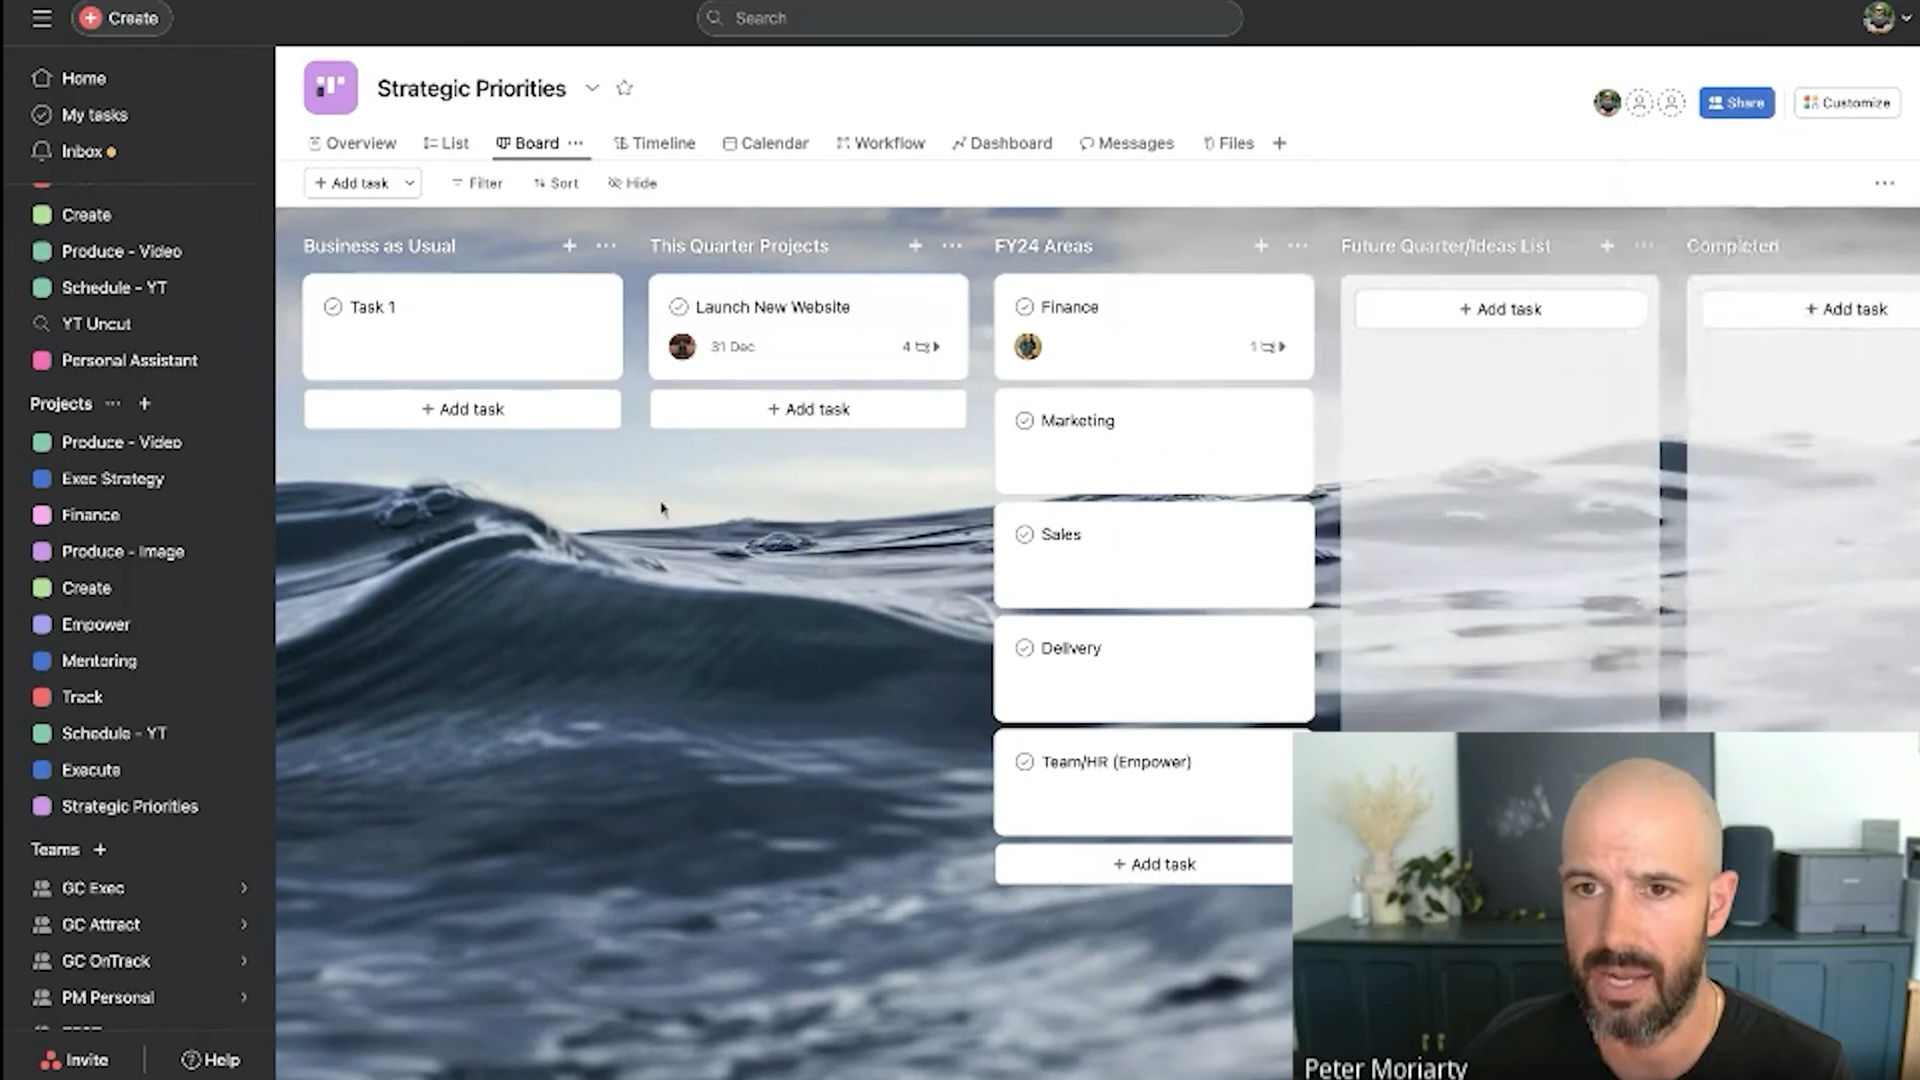 Create
Search
Home
My tasks
Inbox
Create
Produce - Video
Schedule - YT
YT Uncut
Personal Assistant
Projects
Produce - Video
Exec Strategy
Finance
Produce - Image
Create
Empower
Mentoring
Track
Schedule - YT
Execute
Strategic Priorities
Teams
GC Exec
GC Attract
GC OnTrack
PM Personal
Invite
Help
Strategic Priorities
Share
Customize
Overview
List
Board
Timeline
Calendar
Workflow
Dashboard
Messages
Files
+ Add task
Filter
Sort
Hide
Business as Usual
Task 1
+ Add task
This Quarter Projects
Launch New Website
31 Dec
4
+ Add task
FY24 Areas
Finance
1
Marketing
Sales
Delivery
Team/HR (Empower)
+ Add task
Future Quarter/Ideas List
+ Add task
Completed
+ Add task
Peter Moriarty